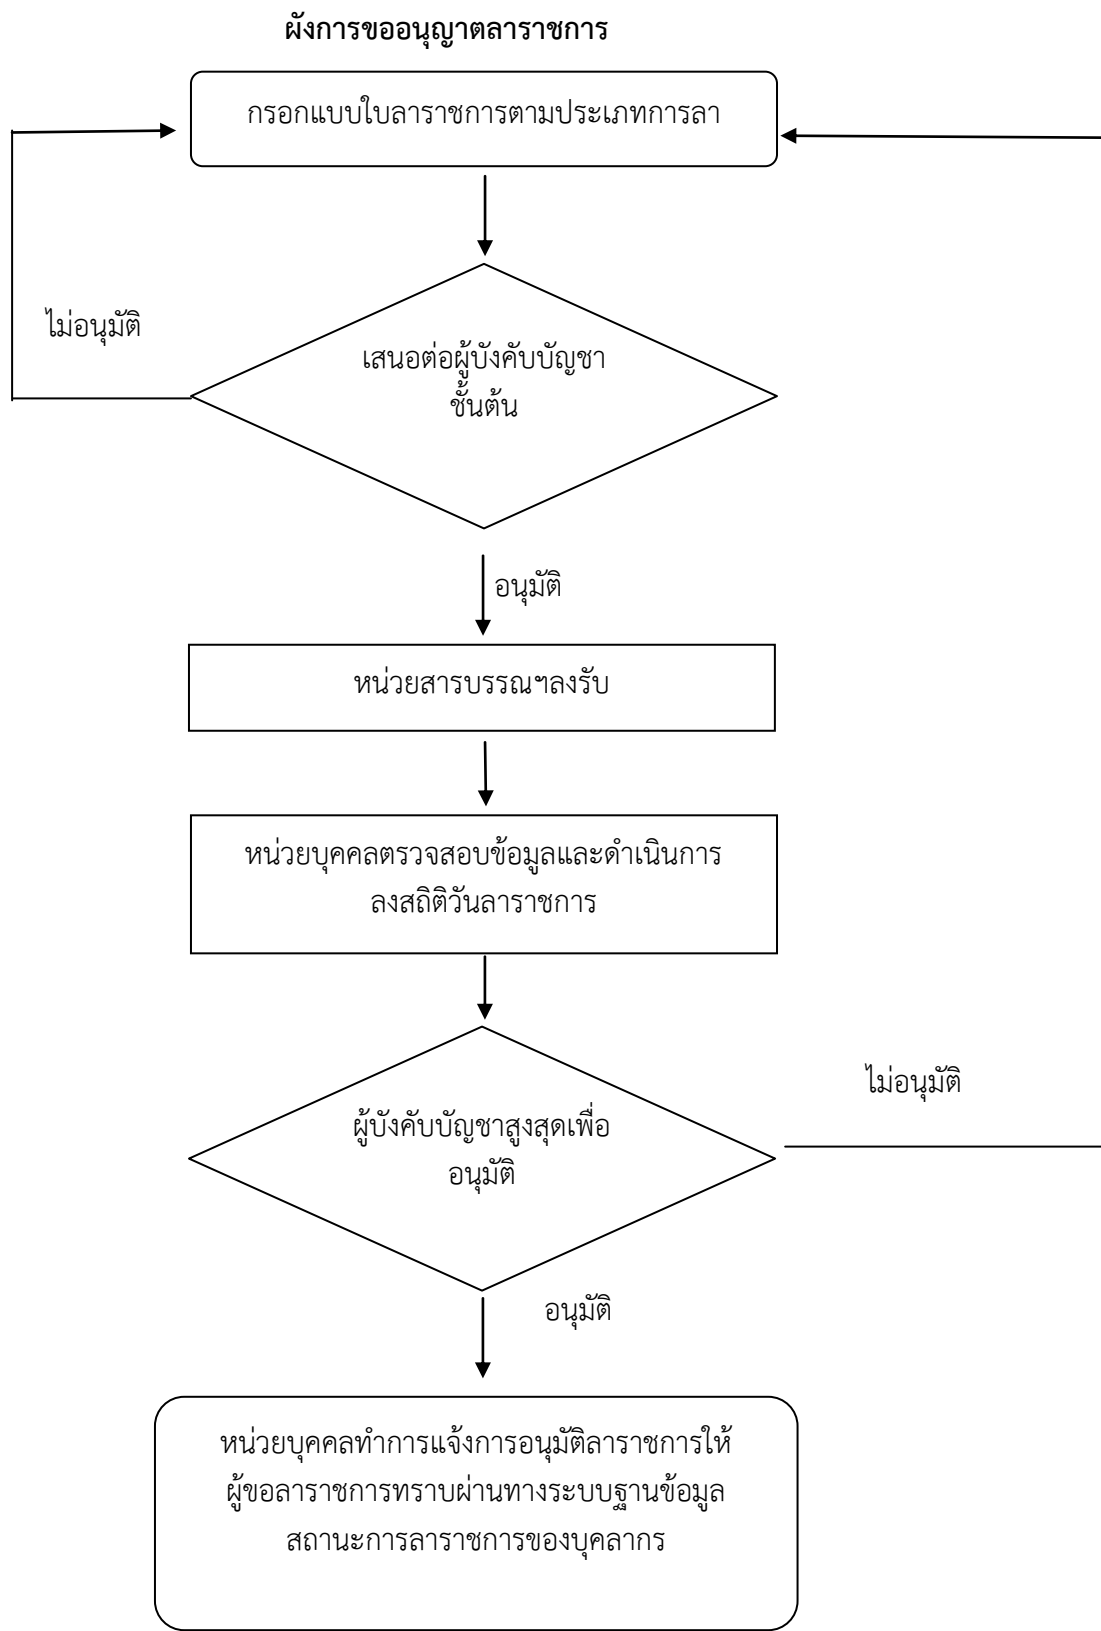 ผังการขออนุญาตลาราชการ
กรอกแบบใบลาราชการตามประเภทการลา
ไม่อนุมัติ
เสนอต่อผู้บังคับบัญชา
ชั้นต้น
อนุมัติ
หน่วยสารบรรณฯลงรับ
หน่วยบุคคลตรวจสอบข้อมูลและดำเนินการ
ลงสถิติวันลาราชการ
ไม่อนุมัติ
ผู้บังคับบัญชาสูงสุดเพื่อ
อนุมัติ
อนุมัติ
หน่วยบุคคลทำการแจ้งการอนุมัติลาราชการให้
ผู้ขอลาราชการทราบผ่านทางระบบฐานข้อมูล
สถานะการลาราชการของบุคลากร